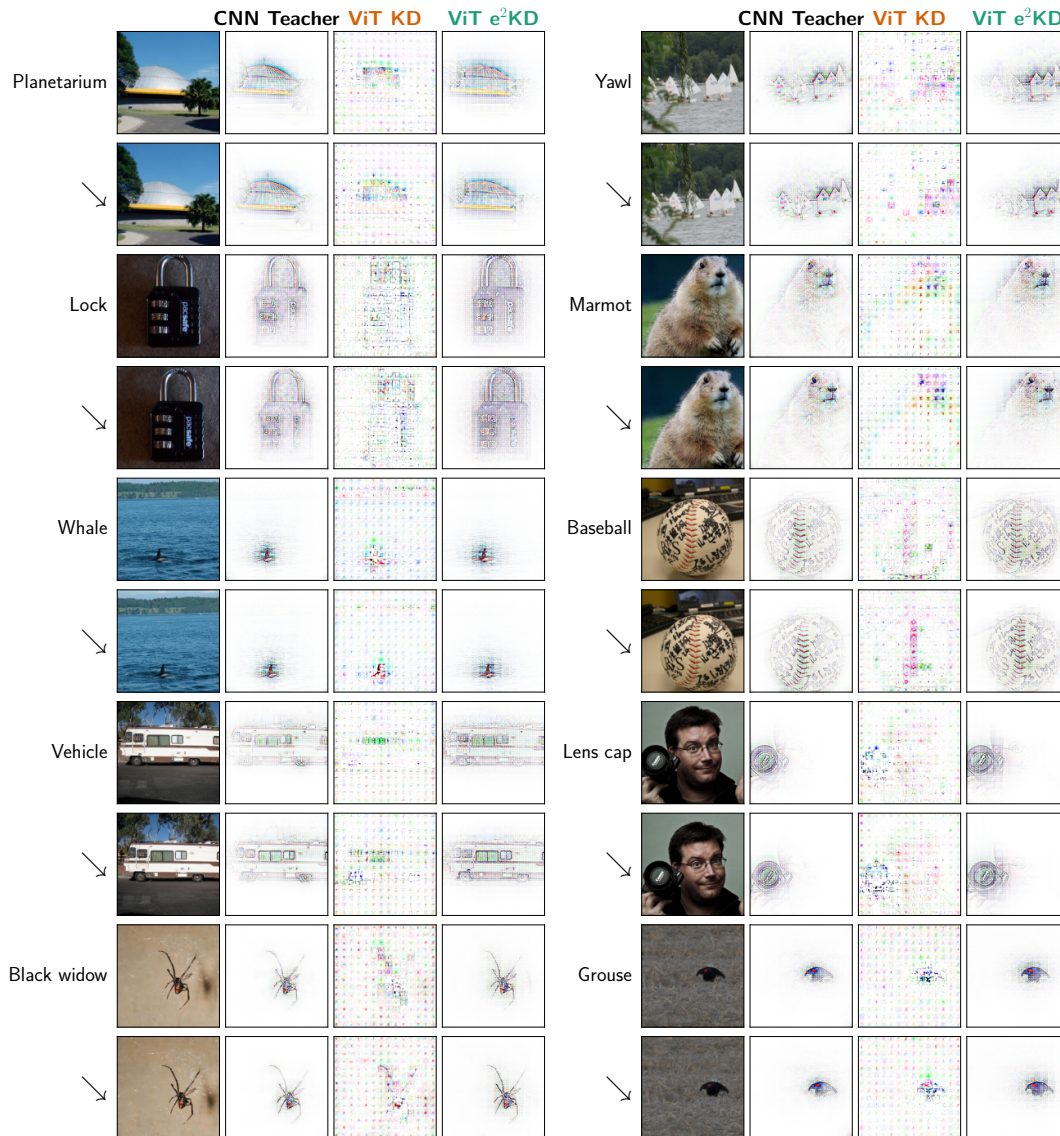 CNN Teacher ViT KD ViT e²KD
Planetarium
↘
Lock
pacsafe
↘
pacsafe
Whale
↘
Vehicle
↘
Black widow
↘
CNN Teacher ViT KD ViT e²KD
Yawl
↘
Marmot
↘
Baseball
↘
Lens cap
↘
Grouse
↘